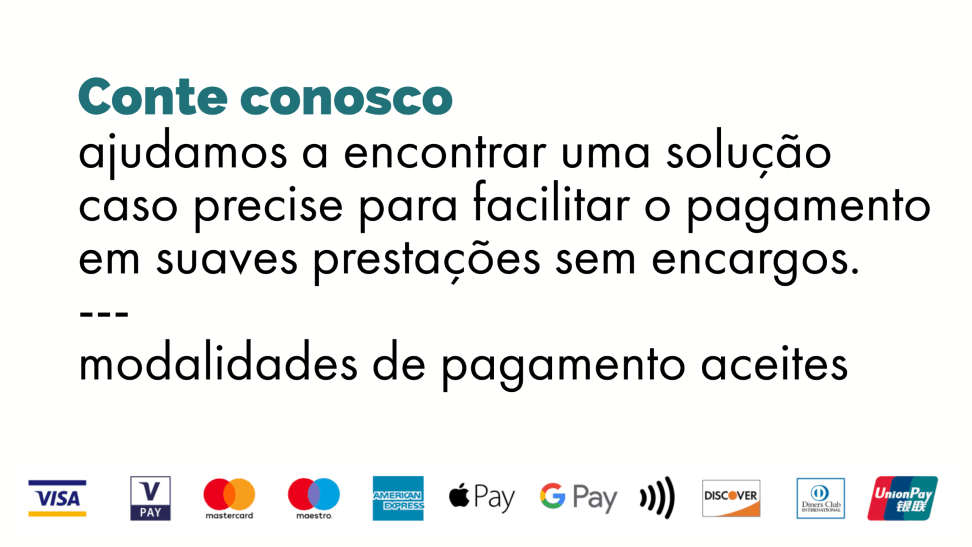 Conte conosco
ajudamos a encontrar uma solução
caso precise para facilitar o pagamento
em suaves prestações sem encargos.
---
modalidades de pagamento aceites
VISA
V PAY
mastercard
maestro
AMERICAN EXPRESS
Pay
G Pay
DISCOVER
Diners Club INTERNATIONAL
UnionPay 银联